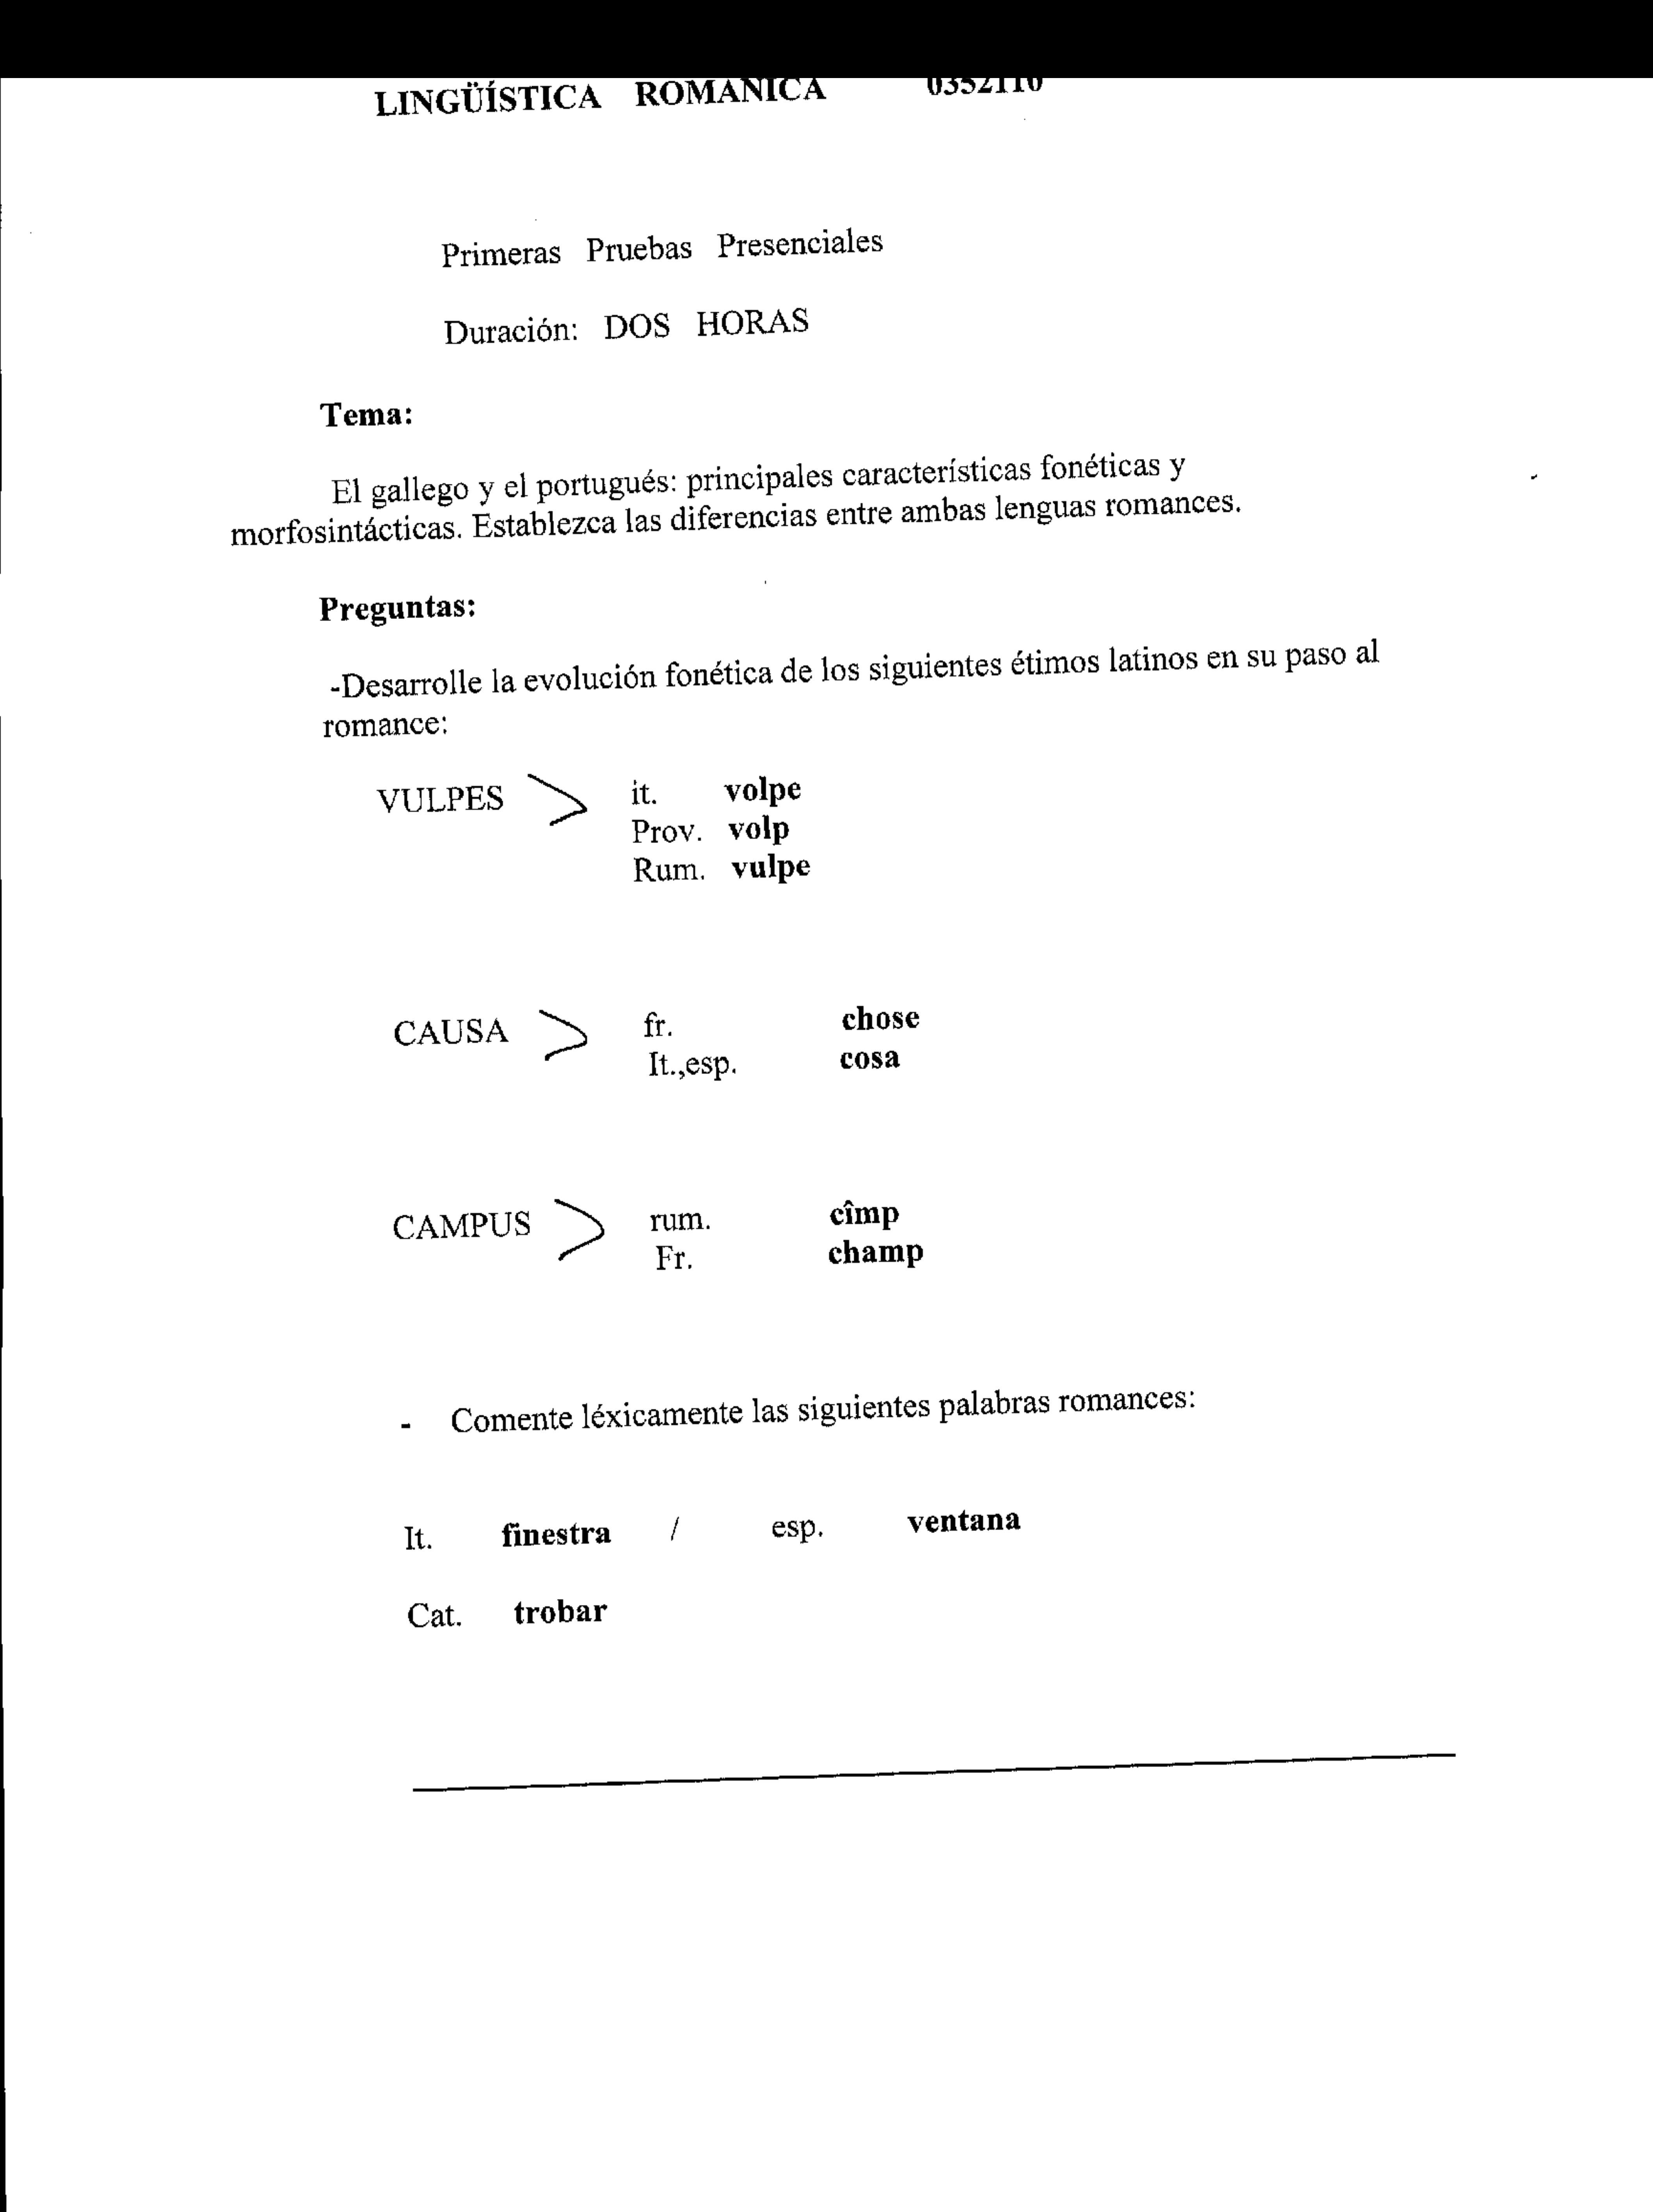 LINGÜÍSTICA ROMANICA 0352110
Primeras Pruebas Presenciales
Duración: DOS HORAS
Tema:
El gallego y el portugués: principales características fonéticas y
morfosintácticas. Establezca las diferencias entre ambas lenguas romances.
Preguntas:
-Desarrolle la evolución fonética de los siguientes étimos latinos en su paso al
romance:
VULPES > it. volpe
Prov. volp
Rum. vulpe
CAUSA > fr. chose
It.,esp. cosa
CAMPUS > rum. cîmp
Fr. champ
- Comente léxicamente las siguientes palabras romances:
It. finestra / esp. ventana
Cat. trobar